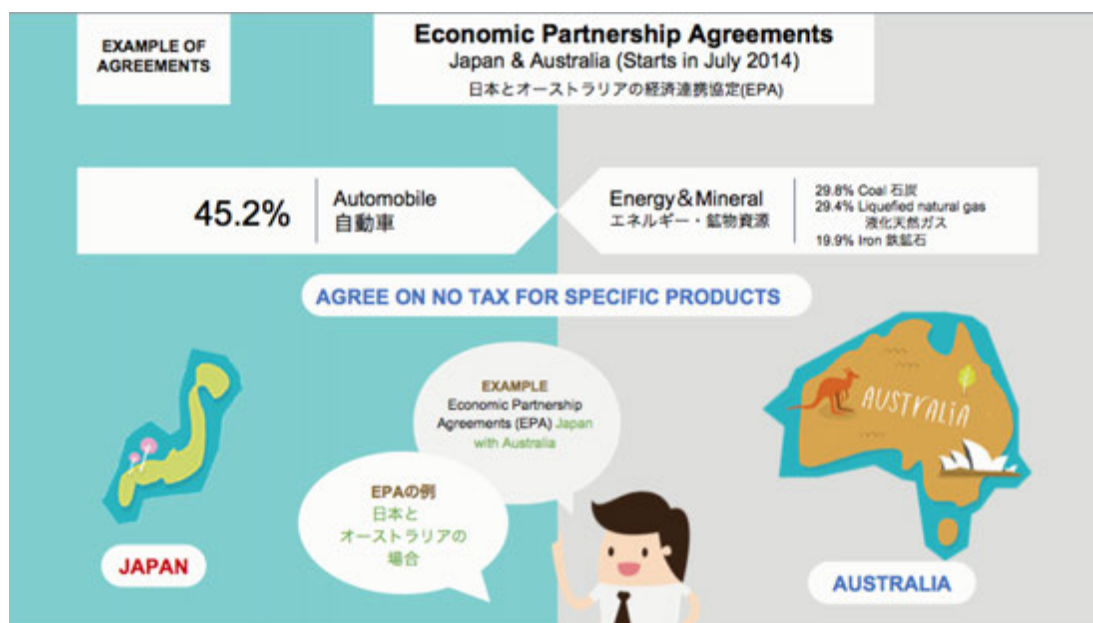 EXAMPLE OF
AGREEMENTS
Economic Partnership Agreements
Japan & Australia (Starts in July 2014)
日本とオーストラリアの経済連携協定(EPA)
45.2%
Automobile
自動車
Energy＆Mineral
エネルギー・鉱物資源
29.8% Coal 石炭
29.4% Liquefied natural gas
液化天然ガス
19.9% Iron 鉄鉱石
AGREE ON NO TAX FOR SPECIFIC PRODUCTS
EXAMPLE
Economic Partnership
Agreements (EPA) Japan
with Australia
EPAの例
日本と
オーストラリアの
場合
JAPAN
AUSTRALIA
AUSTRALIA